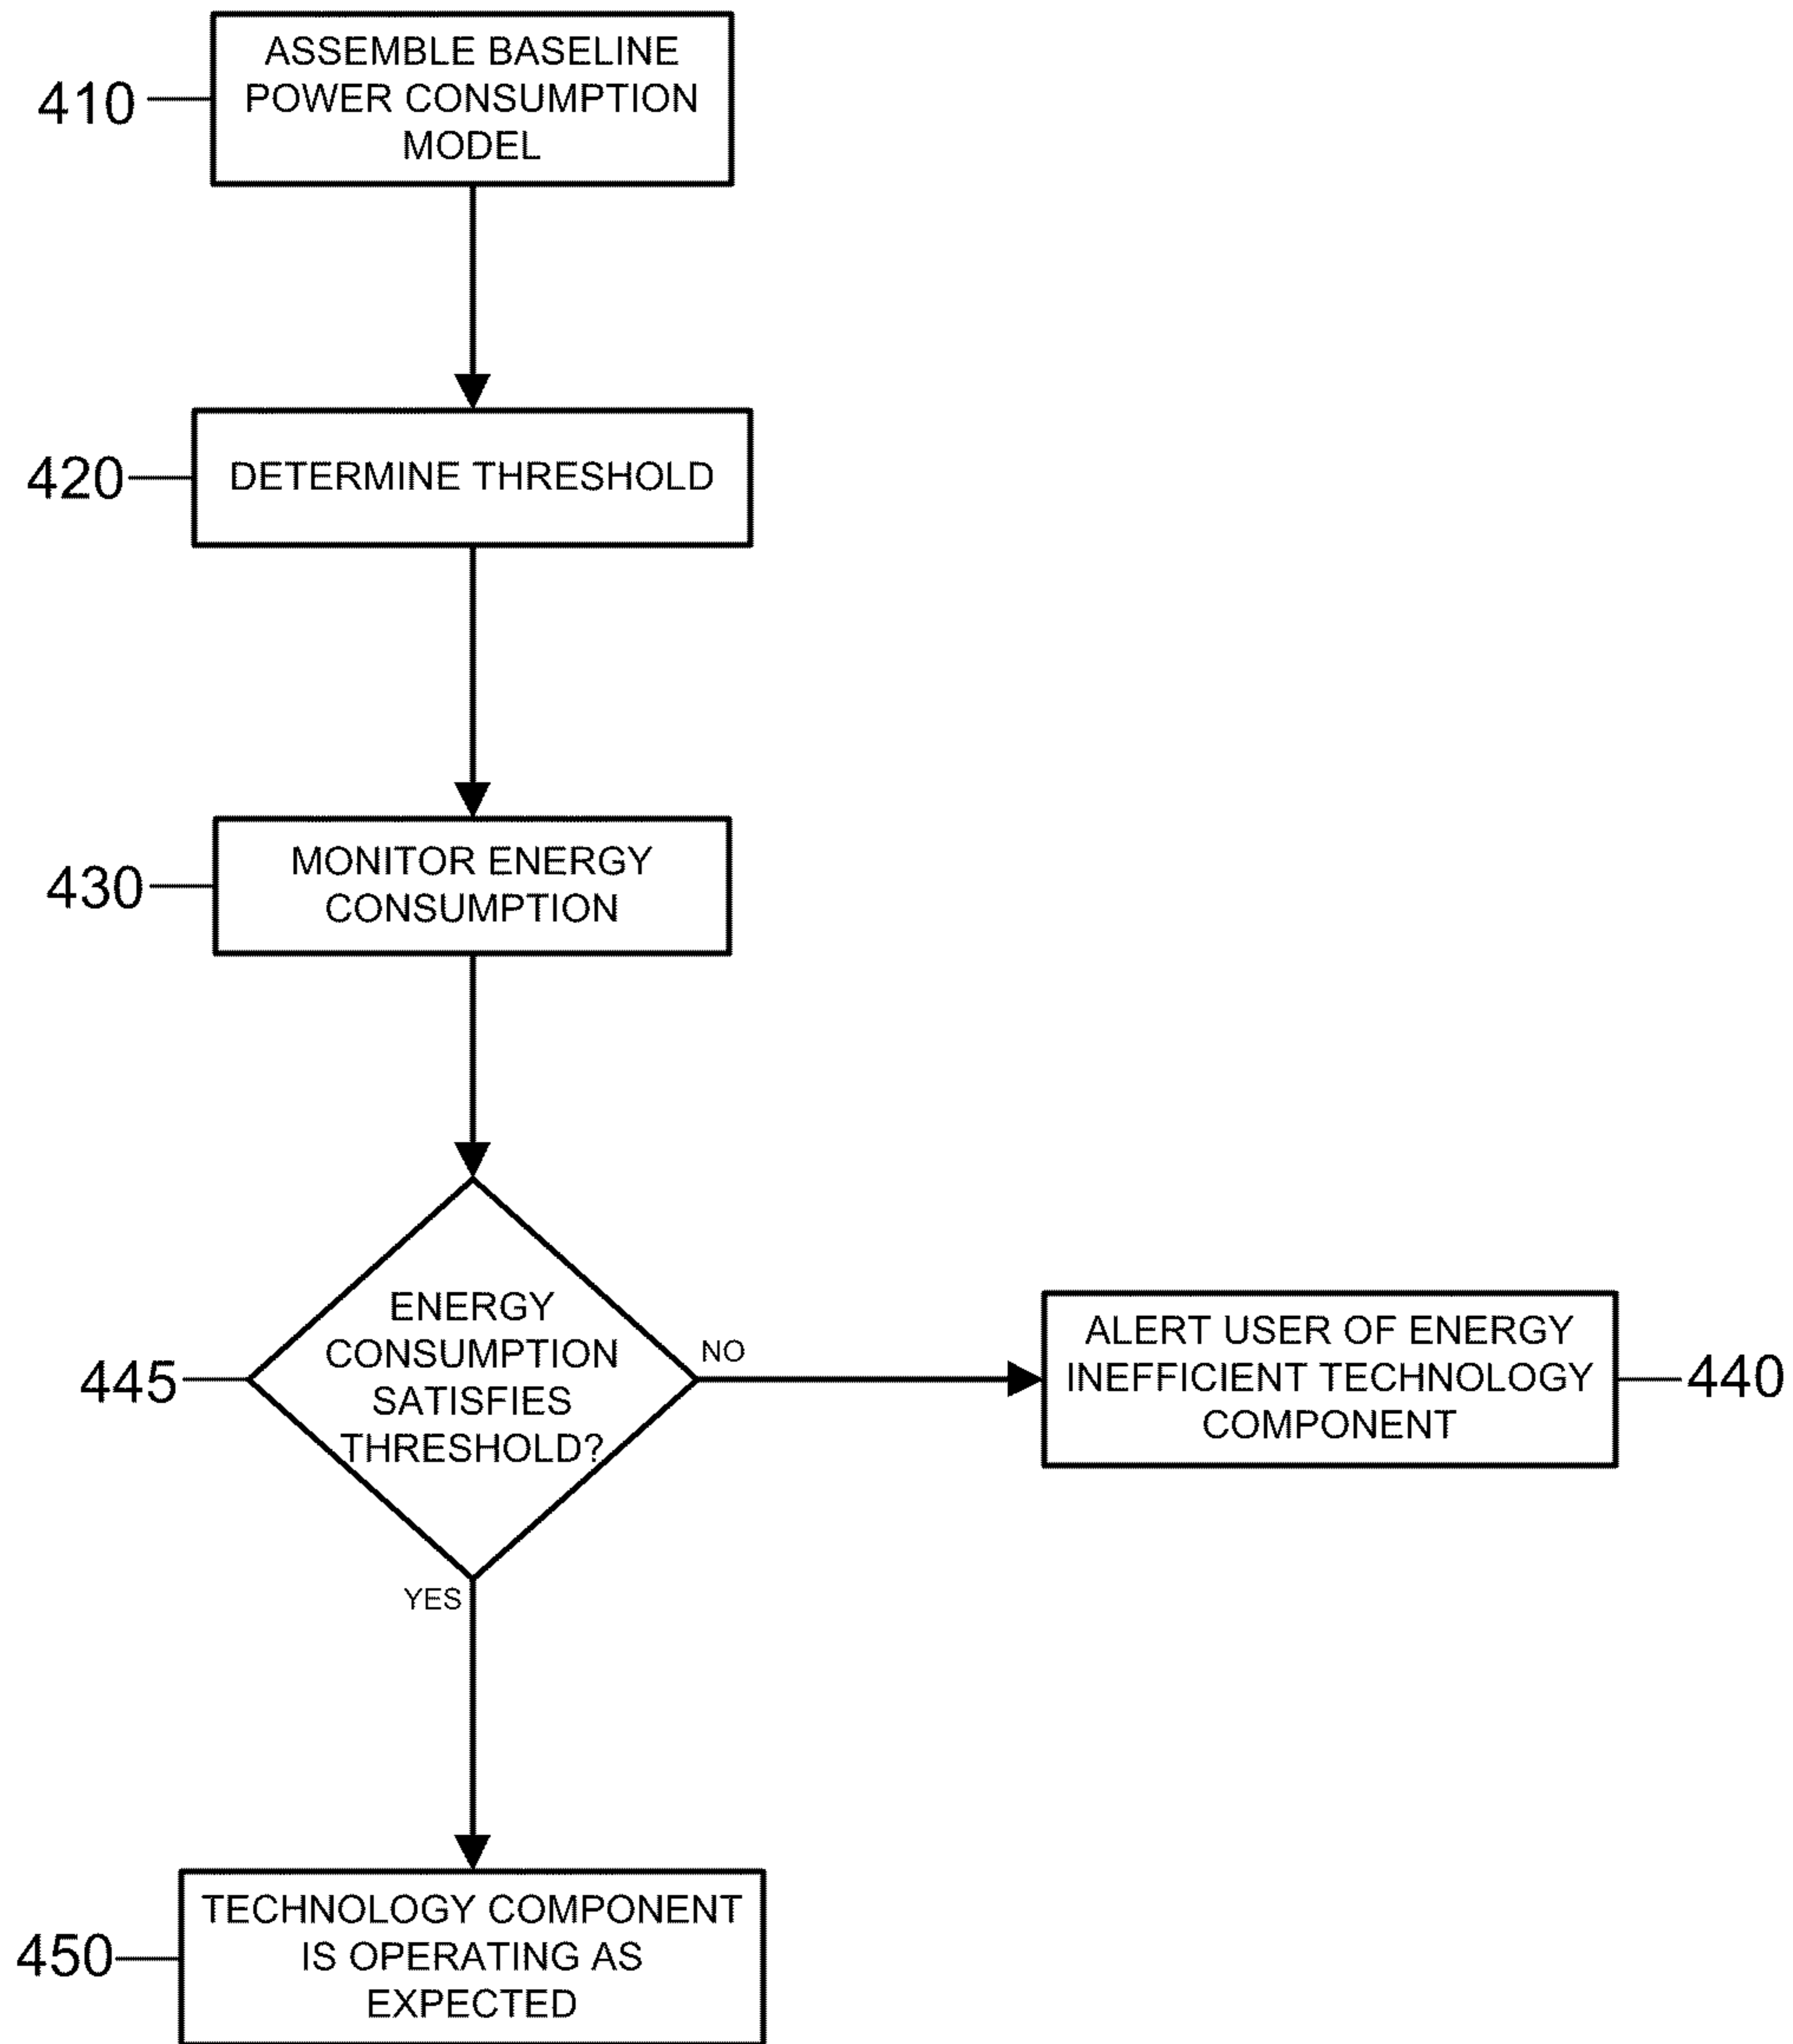 410
ASSEMBLE BASELINE
POWER CONSUMPTION
MODEL
420
DETERMINE THRESHOLD
430
MONITOR ENERGY
CONSUMPTION
445
ENERGY
CONSUMPTION
SATISFIES
THRESHOLD?
NO
ALERT USER OF ENERGY
INEFFICIENT TECHNOLOGY
COMPONENT
440
YES
450
TECHNOLOGY COMPONENT
IS OPERATING AS
EXPECTED